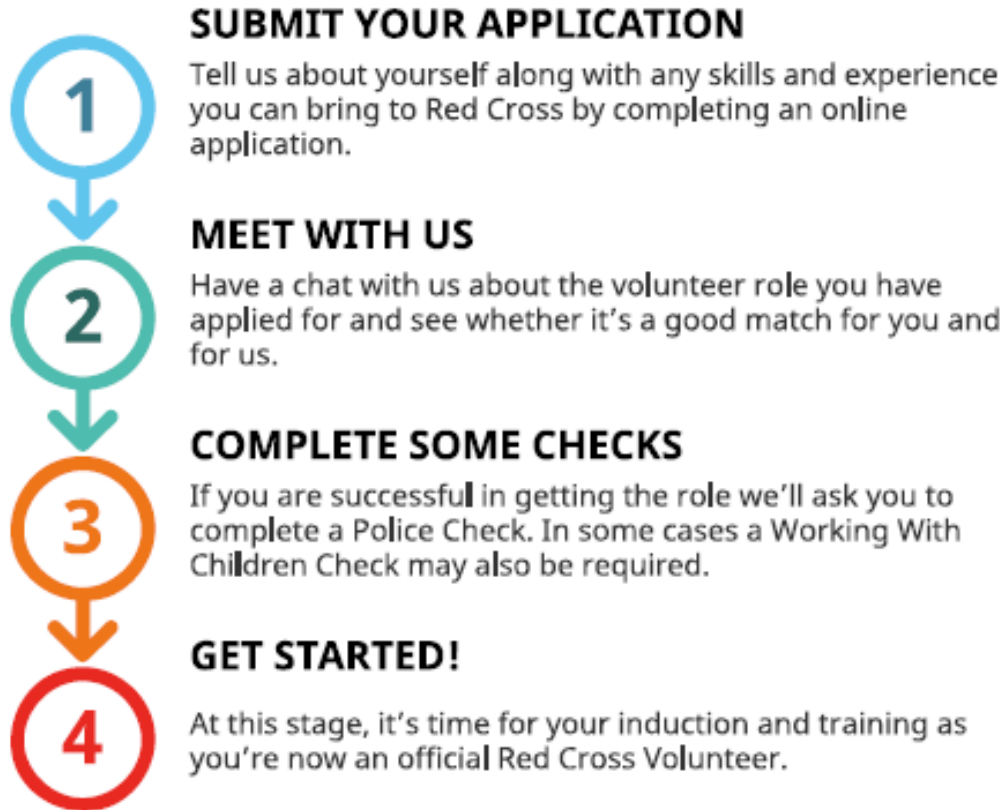 SUBMIT YOUR APPLICATION
1
Tell us about yourself along with any skills and experience
you can bring to Red Cross by completing an online
application.
MEET WITH US
2
Have a chat with us about the volunteer role you have
applied for and see whether it's a good match for you and
for us.
COMPLETE SOME CHECKS
3
If you are successful in getting the role we'll ask you to
complete a Police Check. In some cases a Working With
Children Check may also be required.
GET STARTED!
4
At this stage, it's time for your induction and training as
you're now an official Red Cross Volunteer.